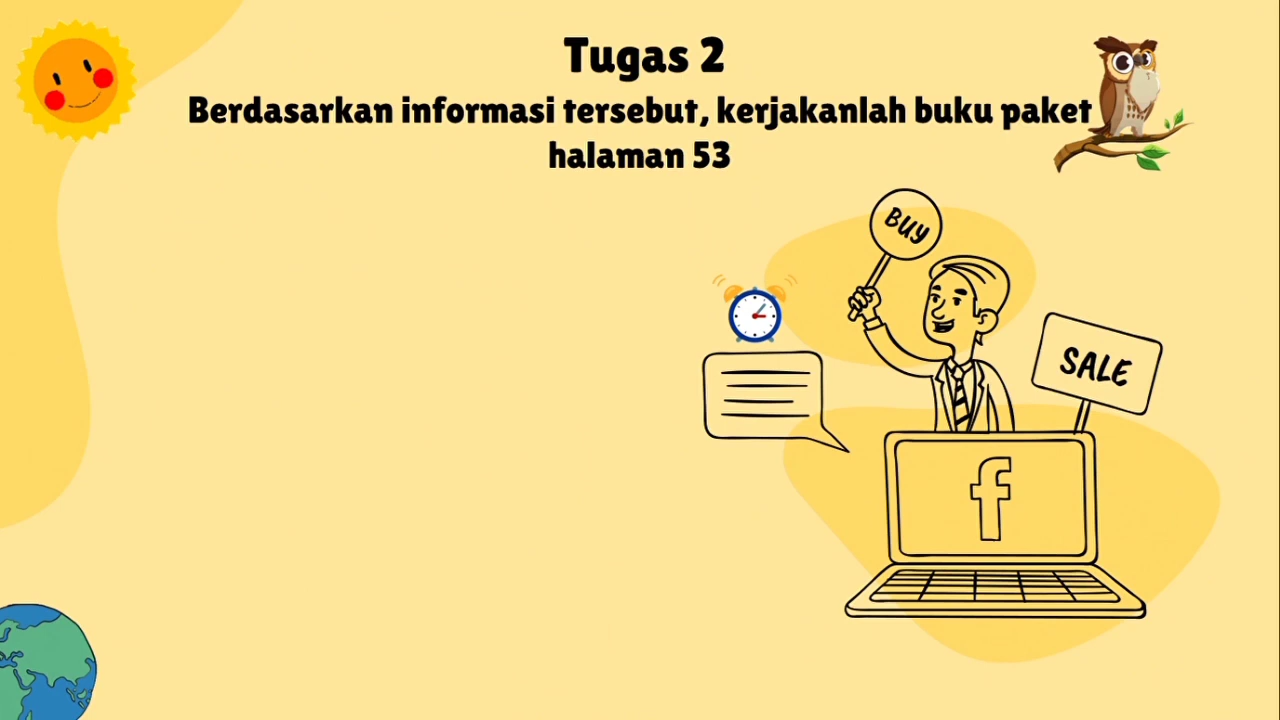 Tugas 2
Berdasarkan informasi tersebut, kerjakanlah buku paket
halaman 53
BUY
SALE
f